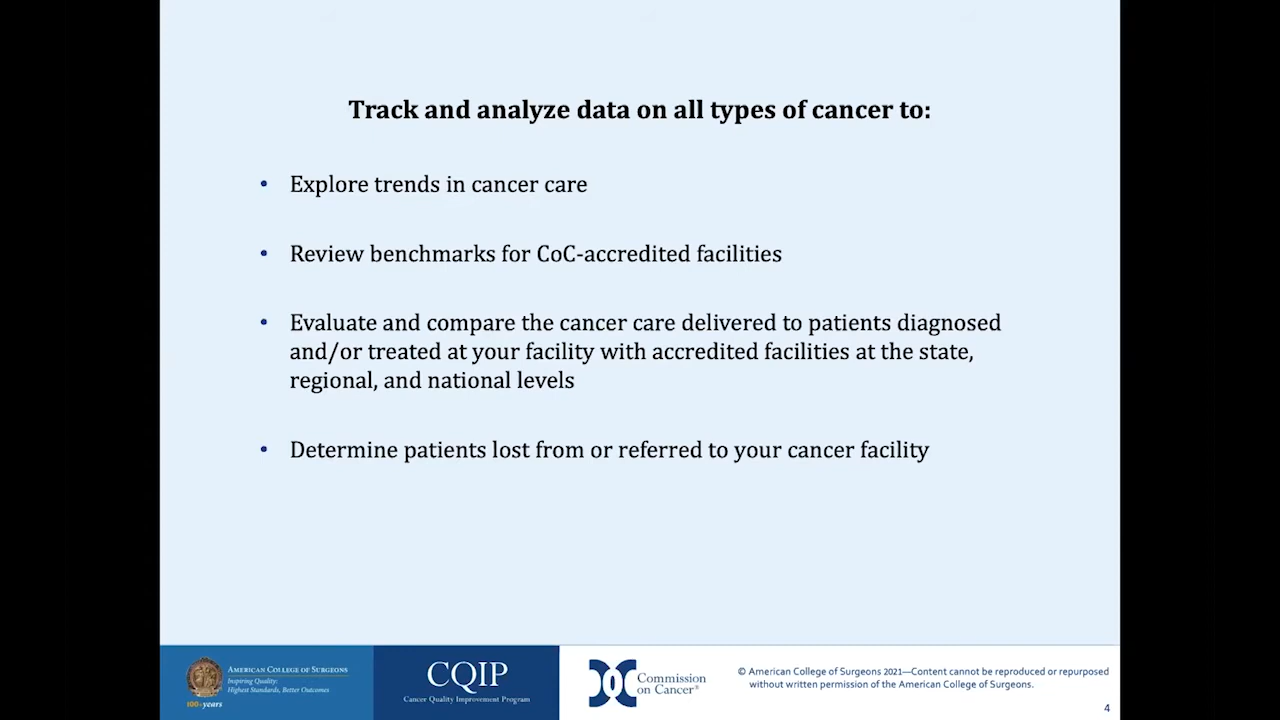 Track and analyze data on all types of cancer to:
• Explore trends in cancer care
• Review benchmarks for CoC-accredited facilities
• Evaluate and compare the cancer care delivered to patients diagnosed
and/or treated at your facility with accredited facilities at the state,
regional, and national levels
• Determine patients lost from or referred to your cancer facility
AMERICAN COLLEGE OF SURGEONS
Inspiring Quality:
Highest Standards, Better Outcomes
100+years
CQIP
Cancer Quality Improvement Program
Commission
on Cancer®
© American College of Surgeons 2021—Content cannot be reproduced or repurposed
without written permission of the American College of Surgeons.
4